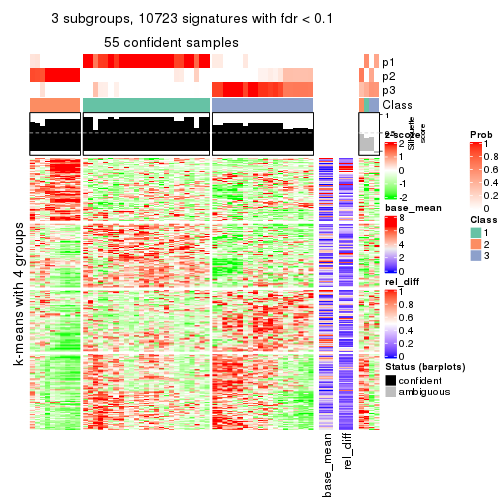 3 subgroups, 10723 signatures with fdr < 0.1
55 confident samples
p1
p2
p3
Class
1
0
Silhouette
score
z_score
2
1
0
-1
-2
base_mean
8
6
4
2
0
rel_diff
1
0.8
0.6
0.4
0.2
0
Status (barplots)
confident
ambiguous
Prob
1
0.8
0.6
0.4
0.2
0
Class
1
2
3
k-means with 4 groups
base_mean
rel_diff